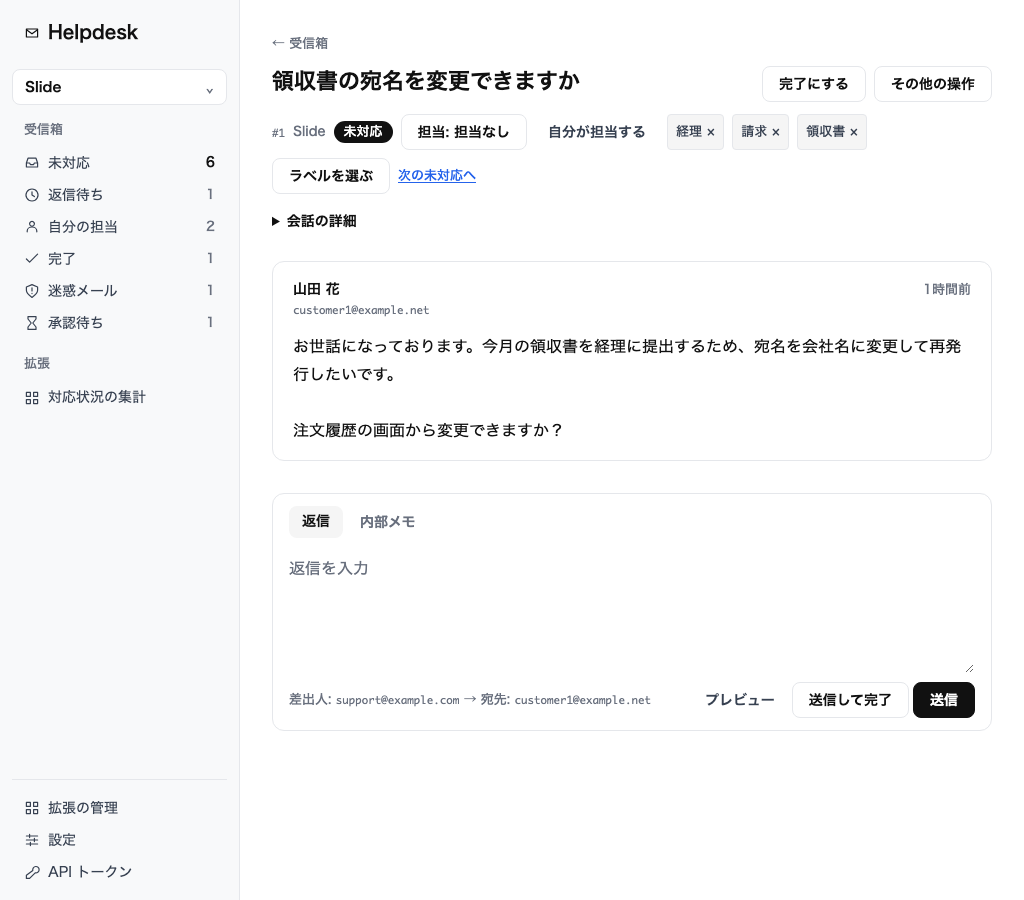 Helpdesk
Slide
受信箱
未対応 6
返信待ち 1
自分の担当 2
完了 1
迷惑メール 1
承認待ち 1
拡張
対応状況の集計
拡張の管理
設定
API トークン
← 受信箱
領収書の宛名を変更できますか
完了にする
その他の操作
#1 Slide 未対応 担当: 担当なし 自分が担当する 経理 × 請求 × 領収書 ×
ラベルを選ぶ 次の未対応へ
▶ 会話の詳細
山田 花 1 時間前
customer1@example.net
お世話になっております。今月の領収書を経理に提出するため、宛名を会社名に変更して再発
行したいです。
注文履歴の画面から変更できますか？
返信 内部メモ
返信を入力
差出人: support@example.com → 宛先: customer1@example.net プレビュー 送信して完了 送信